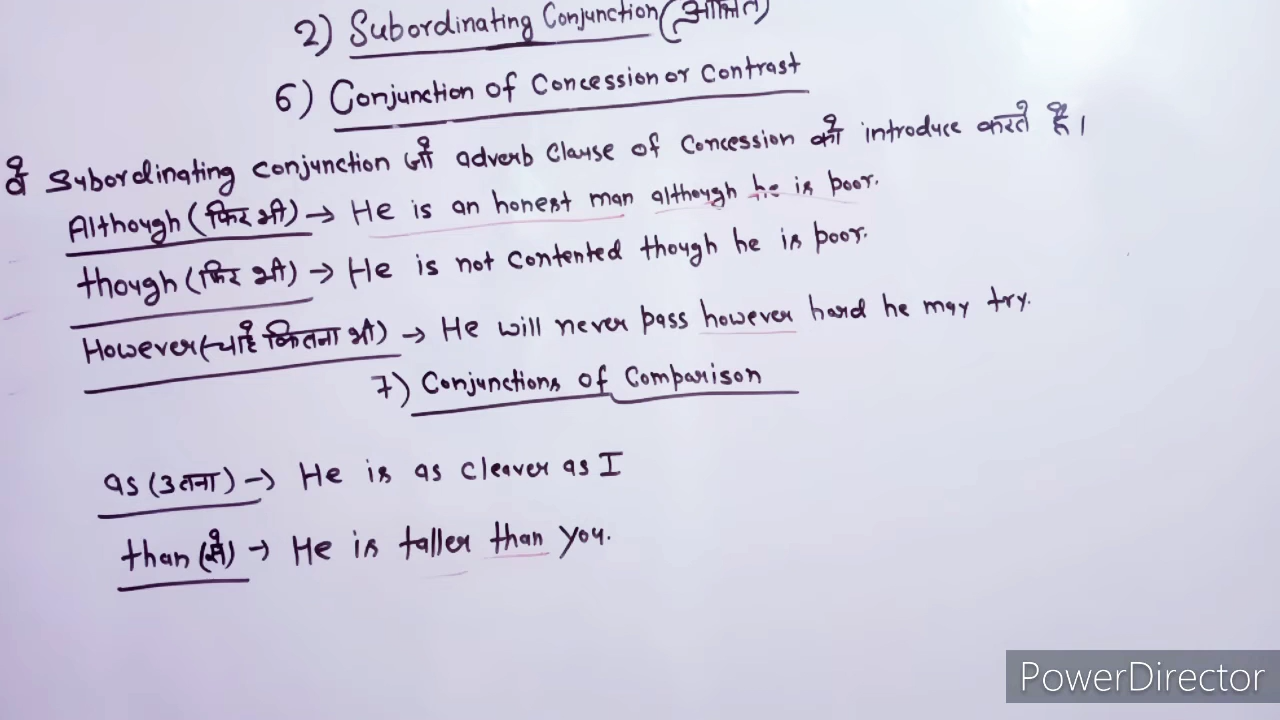 2) Subordinating Conjunction (आश्रित)
6) Conjunction of Concession or Contrast
वे Subordinating conjunction जो adverb clause of concession को introduce करते हैं।
Although (फिर भी) → He is an honest man although he is poor.
though (फिर भी) → He is not contented though he is poor.
However (चाहे कितना भी) → He will never pass however hard he may try.
7) Conjunctions of Comparison
as (उतना) → He is as cleaver as I
than (से) → He is taller than you.
PowerDirector